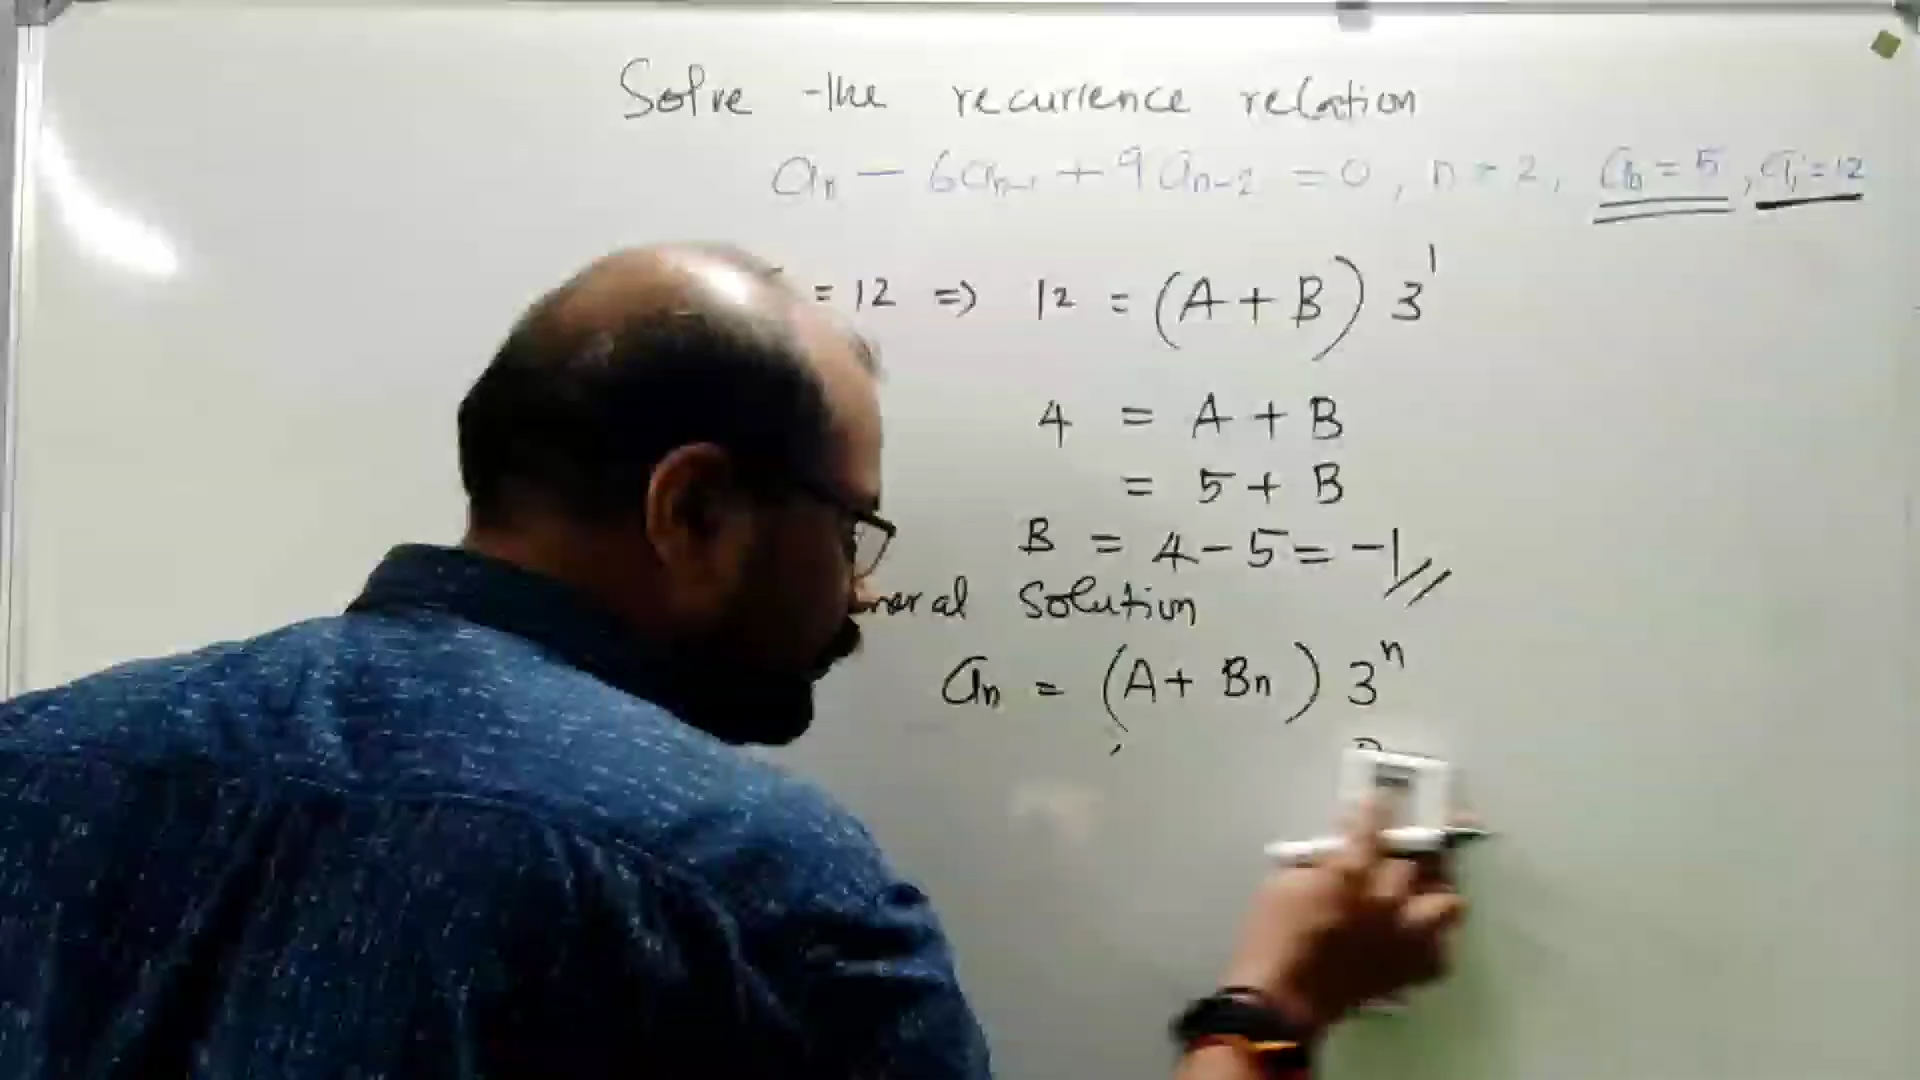 Solve the recurrence relation
aₙ − 6aₙ₋₁ + 9aₙ₋₂ = 0, n = 2, a₀ = 5, a₁ = 12
= 12 ⇒ 12 = (A + B) 3¹
4 = A + B
= 5 + B
B = 4 − 5 = −1 //
Solution
aₙ = (A + Bn) 3ⁿ